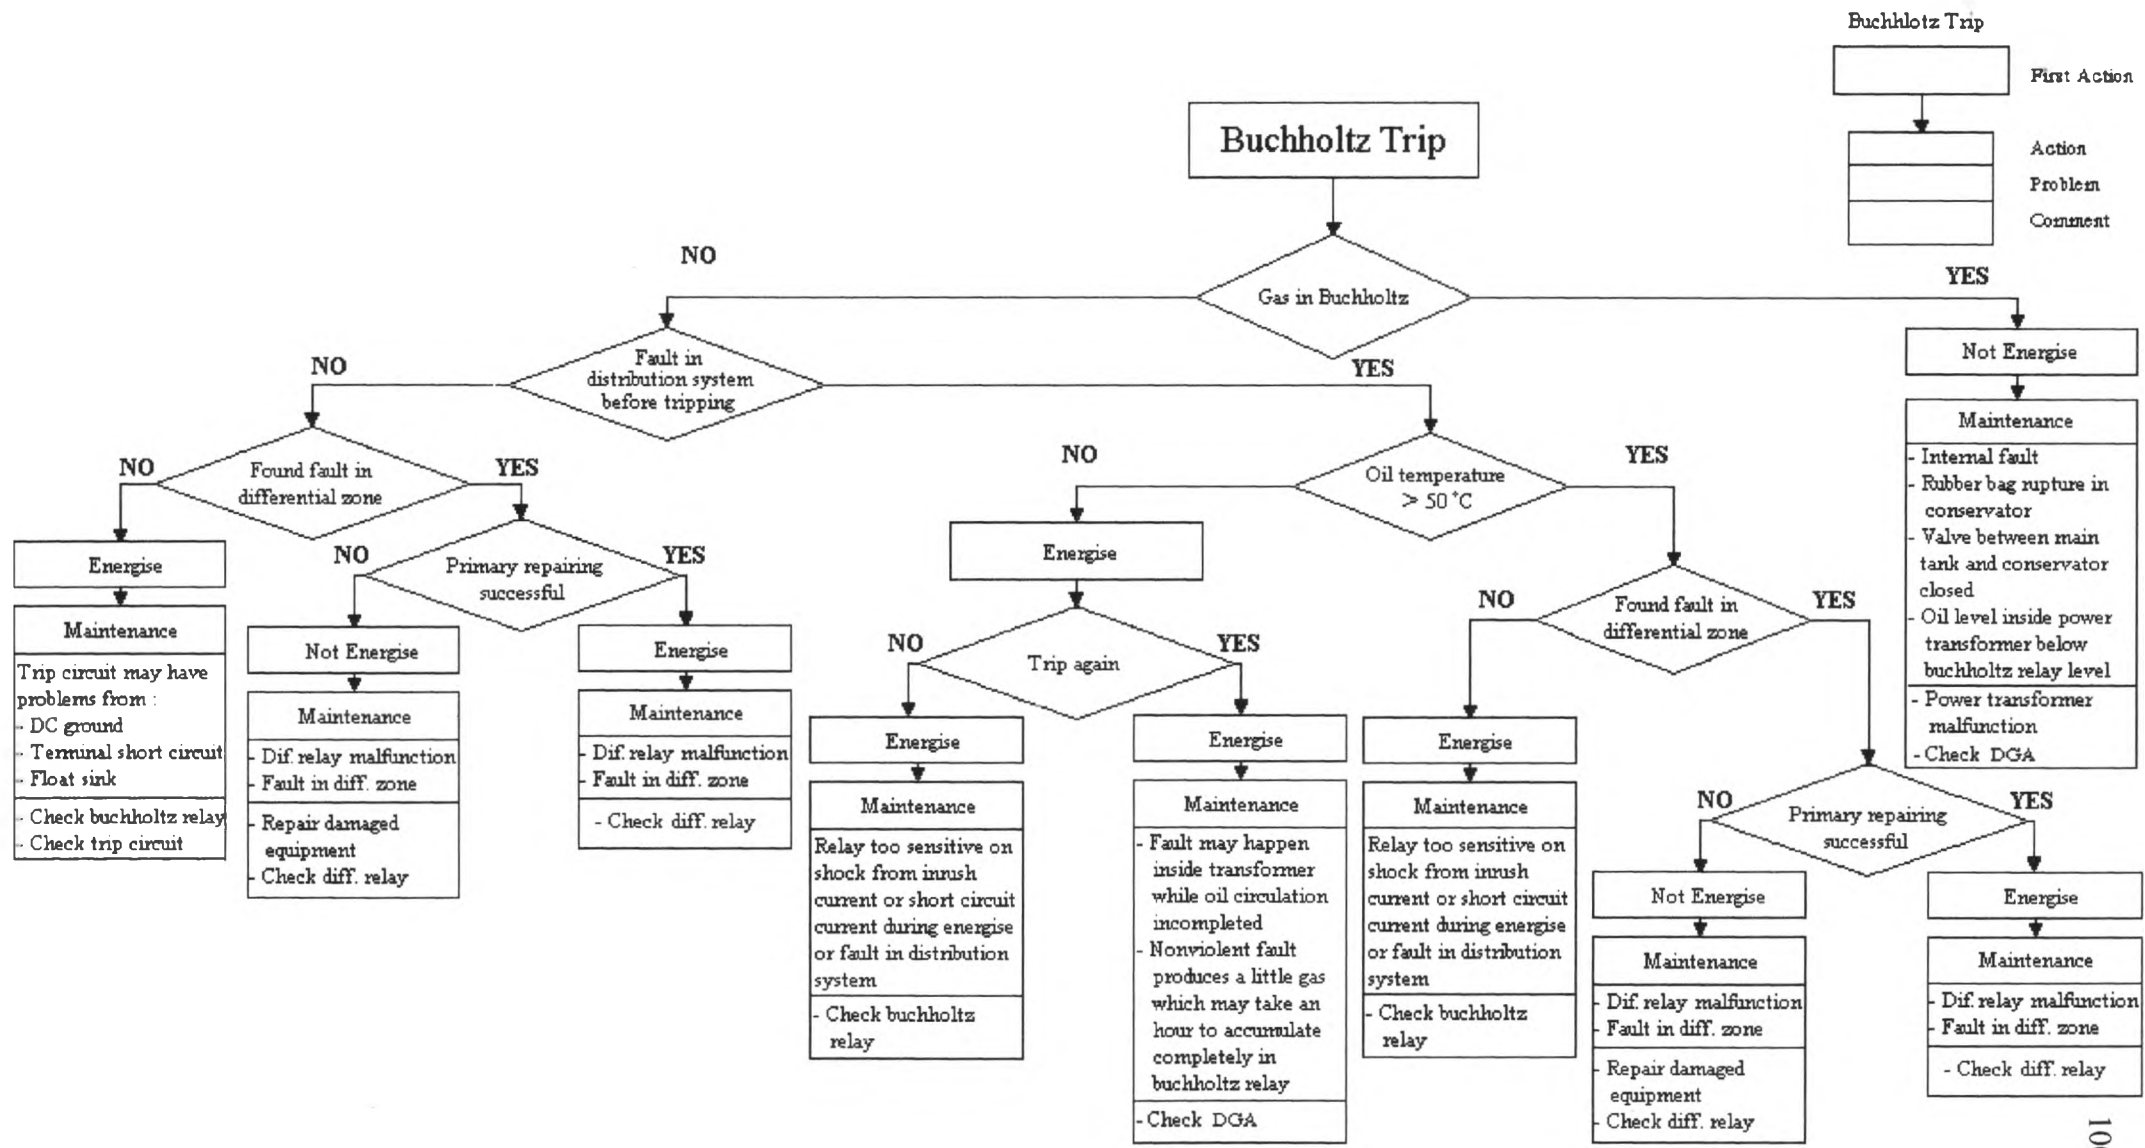 Buchhlotz Trip
First Action
Action
Problem
Comment
Buchholtz Trip
Gas in Buchholtz
NO
YES
Fault in
distribution system
before tripping
NO
YES
Not Energise
Maintenance
- Internal fault
- Rubber bag rupture in
conservator
- Valve between main
tank and conservator
closed
- Oil level inside power
transformer below
buchholtz relay level
- Power transformer
malfunction
- Check DGA
Found fault in
differential zone
NO
YES
Energise
Maintenance
Trip circuit may have
problems from :
- DC ground
- Terminal short circuit
- Float sink
- Check buchholtz relay
- Check trip circuit
Primary repairing
successful
NO
YES
Not Energise
Maintenance
- Dif. relay malfunction
- Fault in diff. zone
- Repair damaged
equipment
- Check diff. relay
Energise
Maintenance
- Dif. relay malfunction
- Fault in diff. zone
- Check diff. relay
Oil temperature
> 50 °C
NO
YES
Energise
Trip again
NO
YES
Energise
Maintenance
Relay too sensitive on
shock from inrush
current or short circuit
current during energise
or fault in distribution
system
- Check buchholtz
relay
Energise
Maintenance
- Fault may happen
inside transformer
while oil circulation
incompleted
- Nonviolent fault
produces a little gas
which may take an
hour to accumulate
completely in
buchholtz relay
- Check DGA
Found fault in
differential zone
NO
YES
Energise
Maintenance
Relay too sensitive on
shock from inrush
current or short circuit
current during energise
or fault in distribution
system
- Check buchholtz
relay
Primary repairing
successful
NO
YES
Not Energise
Maintenance
- Dif. relay malfunction
- Fault in diff. zone
- Repair damaged
equipment
- Check diff. relay
Energise
Maintenance
- Dif. relay malfunction
- Fault in diff. zone
- Check diff. relay